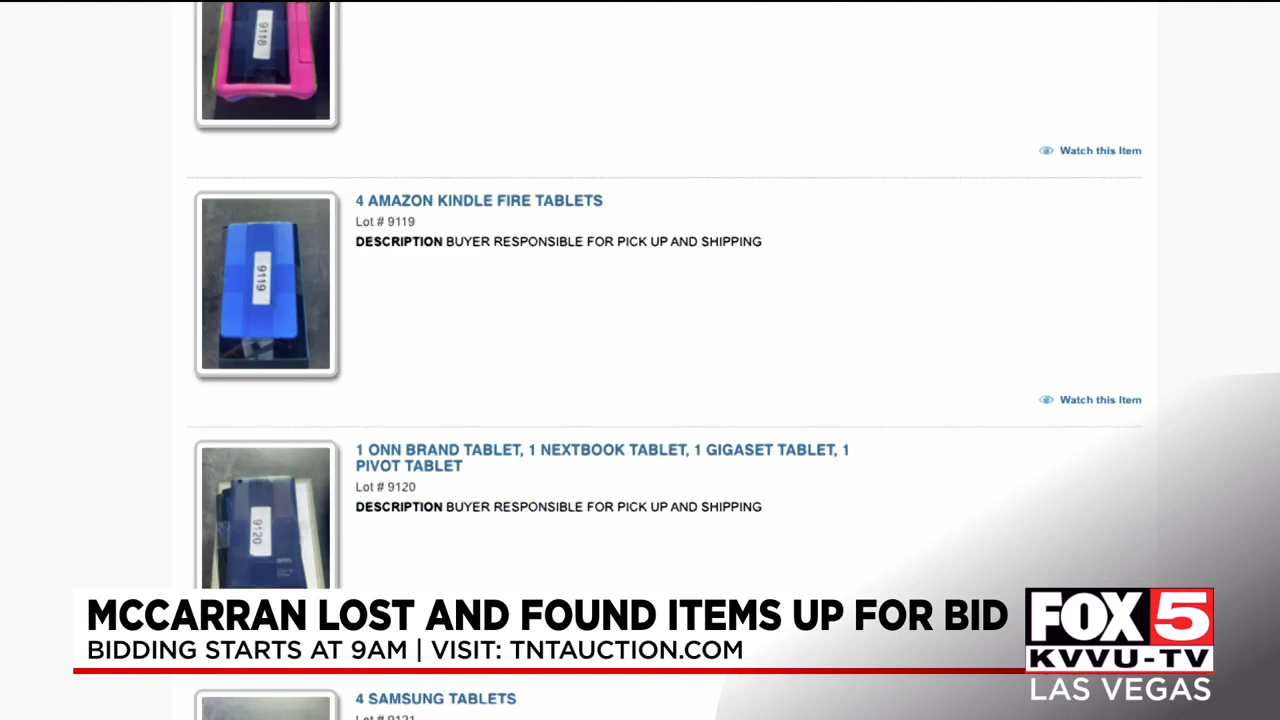 9118
Watch this Item
4 AMAZON KINDLE FIRE TABLETS
Lot # 9119
DESCRIPTION BUYER RESPONSIBLE FOR PICK UP AND SHIPPING
9119
Watch this Item
1 ONN BRAND TABLET, 1 NEXTBOOK TABLET, 1 GIGASET TABLET, 1
PIVOT TABLET
Lot # 9120
DESCRIPTION BUYER RESPONSIBLE FOR PICK UP AND SHIPPING
9120
onn.
MCCARRAN LOST AND FOUND ITEMS UP FOR BID
BIDDING STARTS AT 9AM | VISIT: TNTAUCTION.COM
FOX 5
KVVU-TV
LAS VEGAS
4 SAMSUNG TABLETS
Lot # 9121